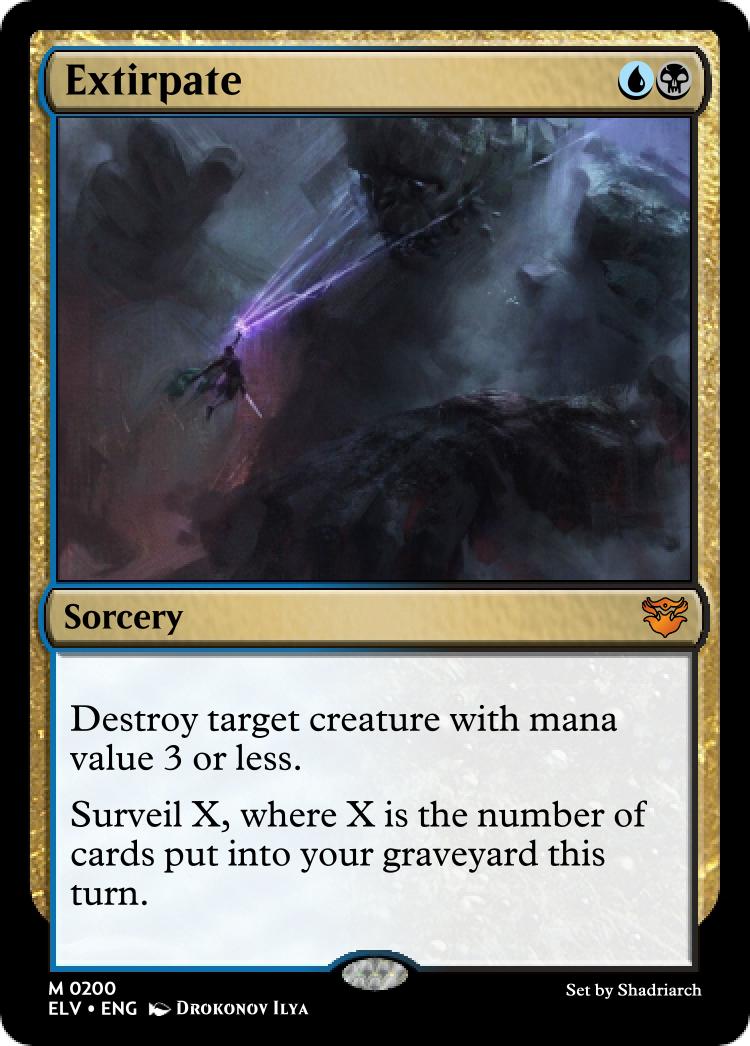 Extirpate
Sorcery
Destroy target creature with mana
value 3 or less.
Surveil X, where X is the number of
cards put into your graveyard this
turn.
M 0200
ELV • ENG DROKONOV ILYA
Set by Shadriarch